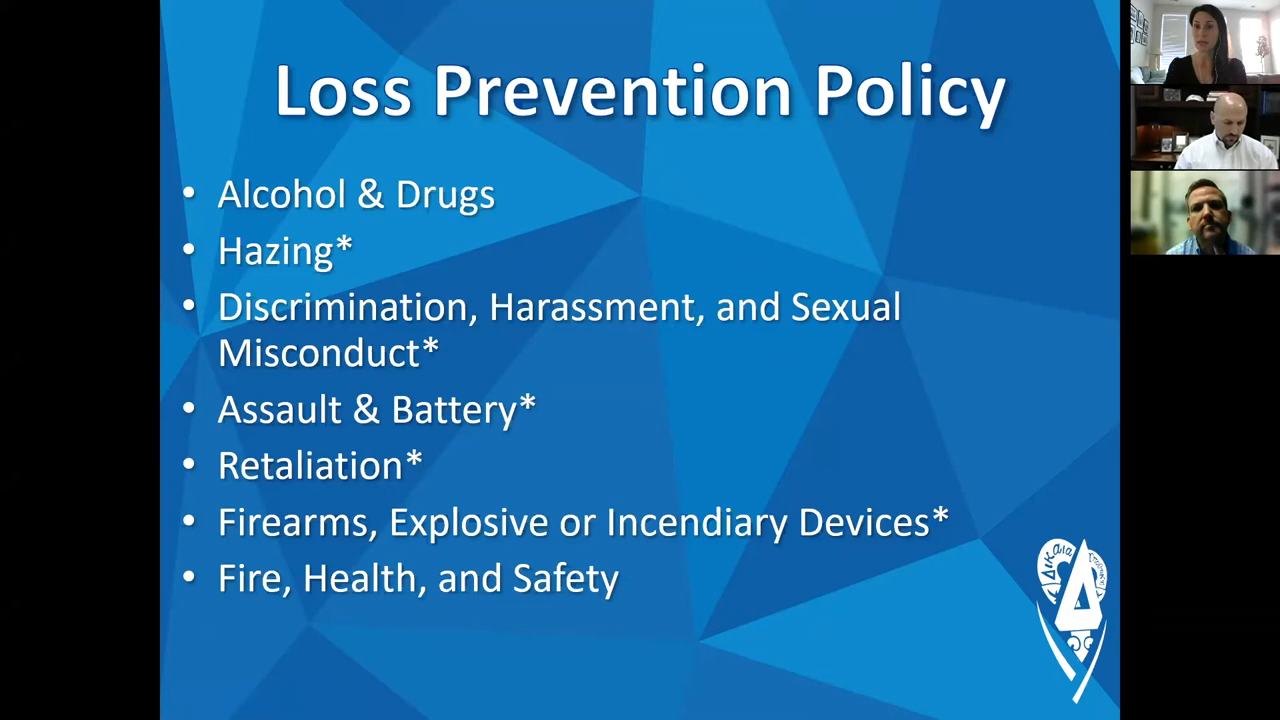 Loss Prevention Policy
• Alcohol & Drugs
• Hazing*
• Discrimination, Harassment, and Sexual
Misconduct*
• Assault & Battery*
• Retaliation*
• Firearms, Explosive or Incendiary Devices*
• Fire, Health, and Safety
Δικαια
Δ